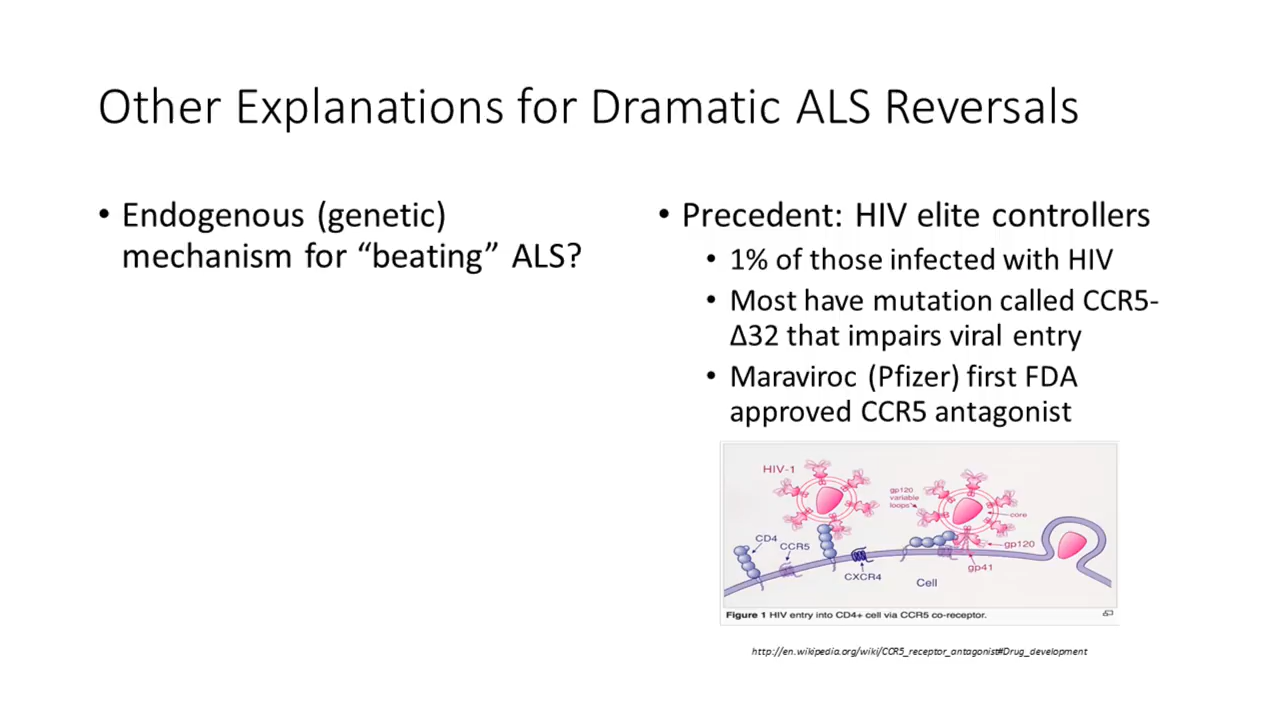 Other Explanations for Dramatic ALS Reversals
• Endogenous (genetic)
mechanism for “beating” ALS?
• Precedent: HIV elite controllers
• 1% of those infected with HIV
• Most have mutation called CCR5-
Δ32 that impairs viral entry
• Maraviroc (Pfizer) first FDA
approved CCR5 antagonist
HIV-1
gp120
variable
loops
core
CD4
CCR5
gp120
CXCR4
gp41
Cell
Figure 1 HIV entry into CD4+ cell via CCR5 co-receptor.
http://en.wikipedia.org/wiki/CCR5_receptor_antagonist#Drug_development